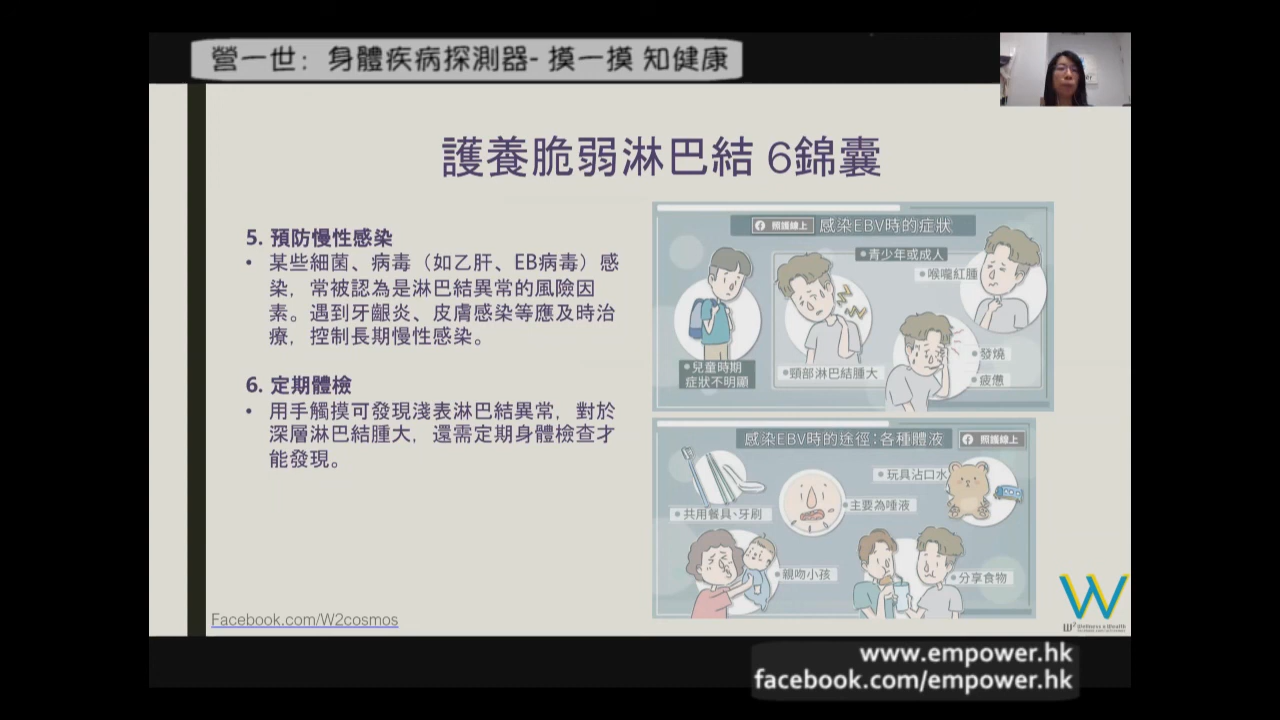 營一世：身體疾病探測器- 摸一摸 知健康
護養脆弱淋巴結 6錦囊
5. 預防慢性感染
• 某些細菌、病毒（如乙肝、EB病毒）感
染，常被認為是淋巴結異常的風險因
素。遇到牙齦炎、皮膚感染等應及時治
療，控制長期慢性感染。
6. 定期體檢
• 用手觸摸可發現淺表淋巴結異常，對於
深層淋巴結腫大，還需定期身體檢查才
能發現。
照護線上 感染EBV時的症狀
•青少年或成人
•喉嚨紅腫
•發燒
•疲倦
•頸部淋巴結腫大
•兒童時期
症狀不明顯
感染EBV時的途徑：各種體液 照護線上
•玩具沾口水
•主要為唾液
•共用餐具、牙刷
•親吻小孩
•分享食物
Facebook.com/W2cosmos
W
W² Wellness & Wealth
www.empower.hk
facebook.com/empower.hk